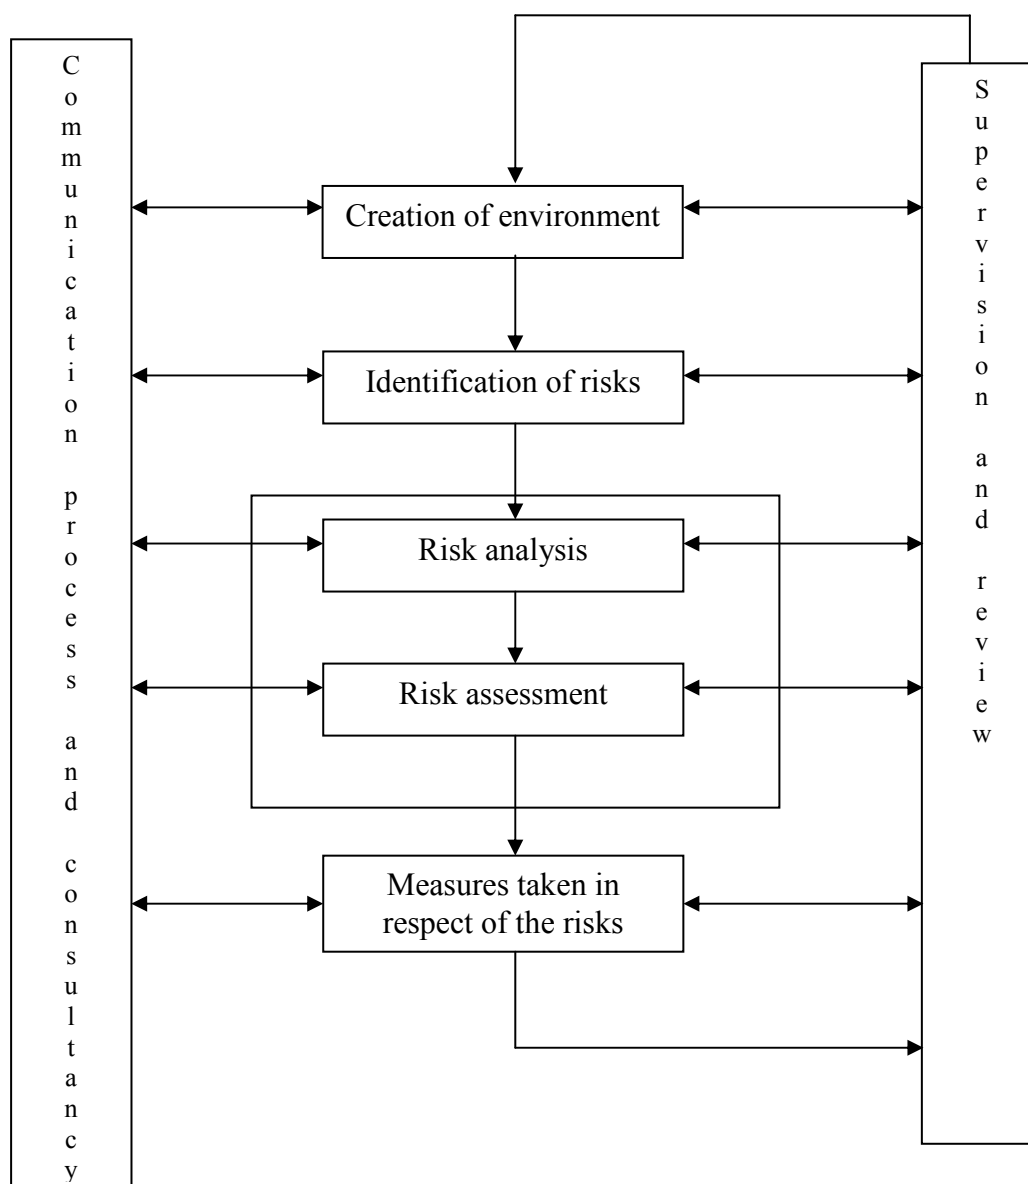 Communication process and consultancy
Creation of environment
Identification of risks
Risk analysis
Risk assessment
Measures taken in
respect of the risks
Supervision and review